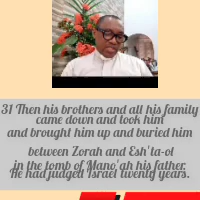 31 Then his brothers and all his family
came down and took him
and brought him up and buried him
between Zorah and Esh'ta-ol
in the tomb of Mano'ah his father.
He had judged Israel twenty years.